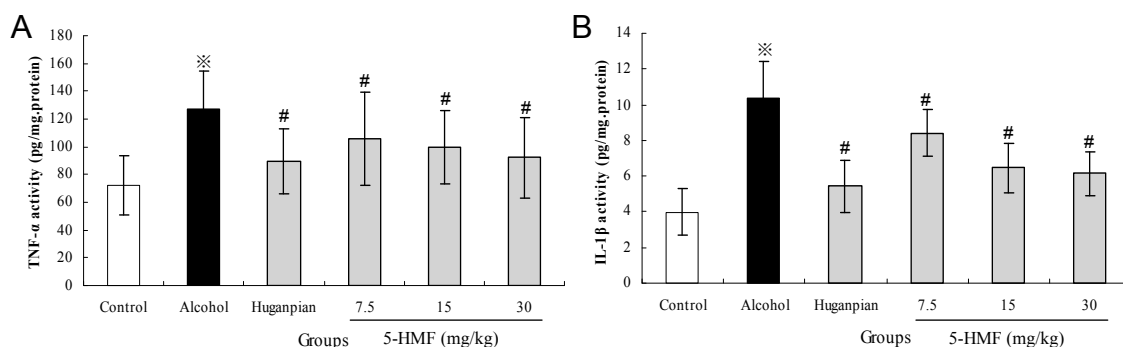 A
TNF-α activity (pg/mg.protein)
180
160
140
120
100
80
60
40
20
0
※
#
#
#
#
Control
Alcohol
Huganpian
7.5
15
30
Groups
5-HMF (mg/kg)
B
IL-1β activity (pg/mg.protein)
14
12
10
8
6
4
2
0
※
#
#
#
#
Control
Alcohol
Huganpian
7.5
15
30
Groups
5-HMF (mg/kg)